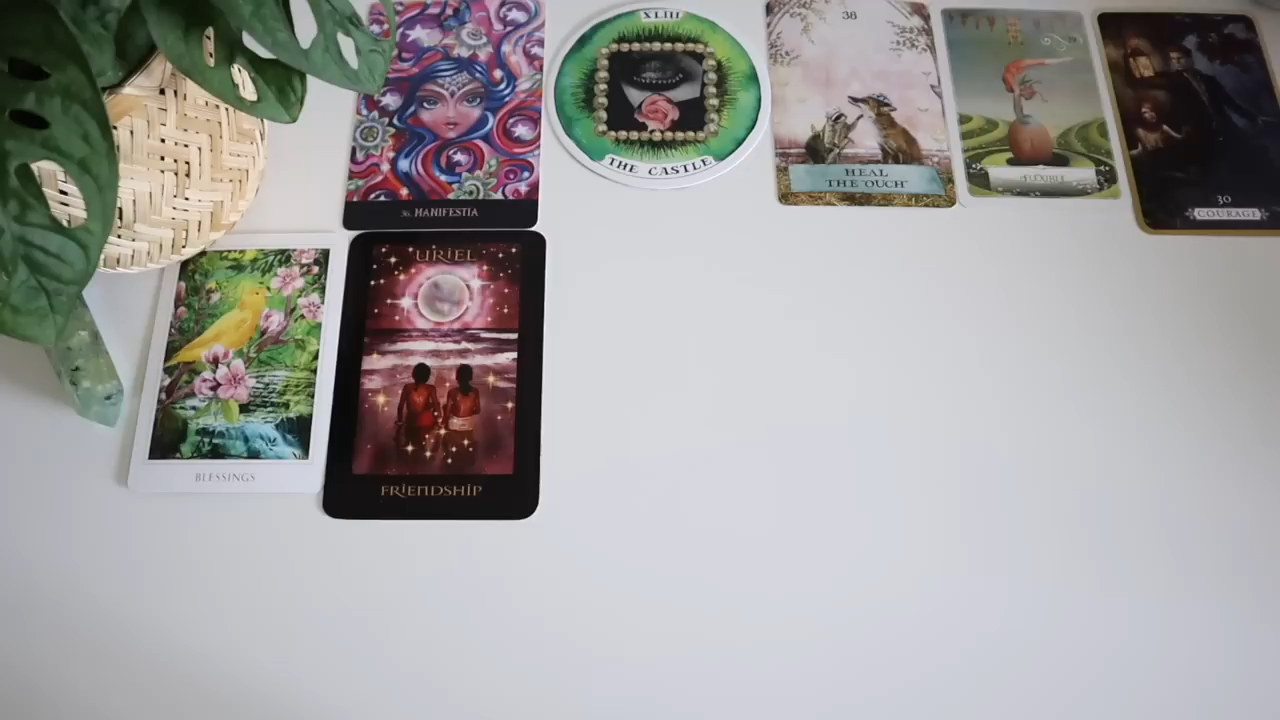 36. MANIFESTIA
XLIII
THE CASTLE
38
HEAL
THE "OUCH"
FLEXIBLE
30
COURAGE
BLESSINGS
URIEL
FRIENDSHIP